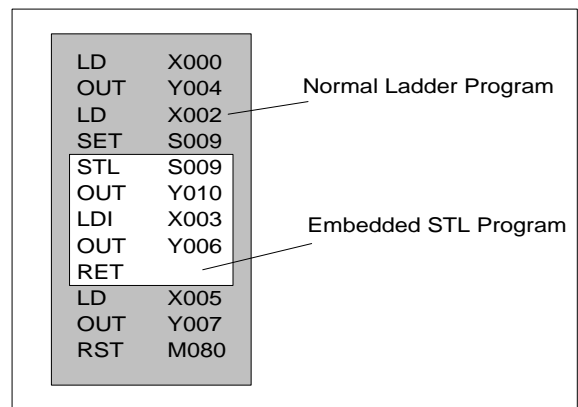 LD X000
OUT Y004
LD X002
SET S009
STL S009
OUT Y010
LDI X003
OUT Y006
RET
LD X005
OUT Y007
RST M080
Normal Ladder Program
Embedded STL Program